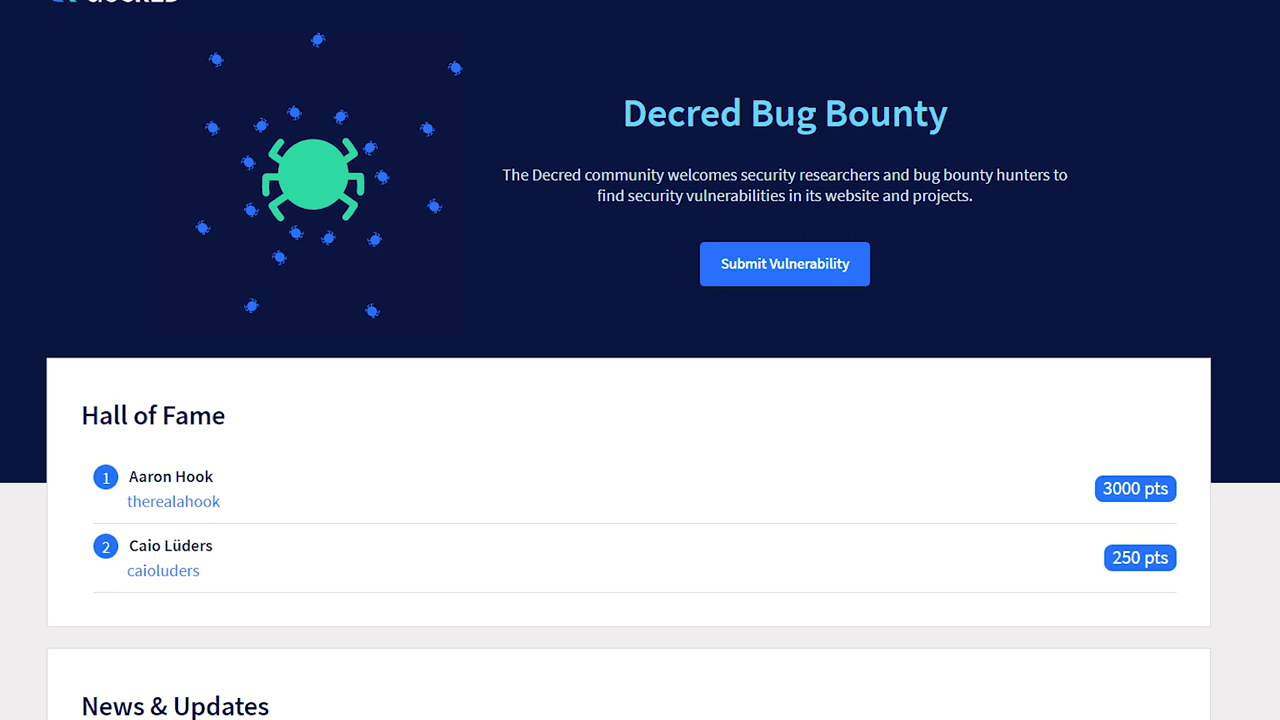 Decred Bug Bounty
The Decred community welcomes security researchers and bug bounty hunters to
find security vulnerabilities in its website and projects.
Submit Vulnerability
Hall of Fame
1 Aaron Hook
therealahook
3000 pts
2 Caio Lüders
caioluders
250 pts
News & Updates